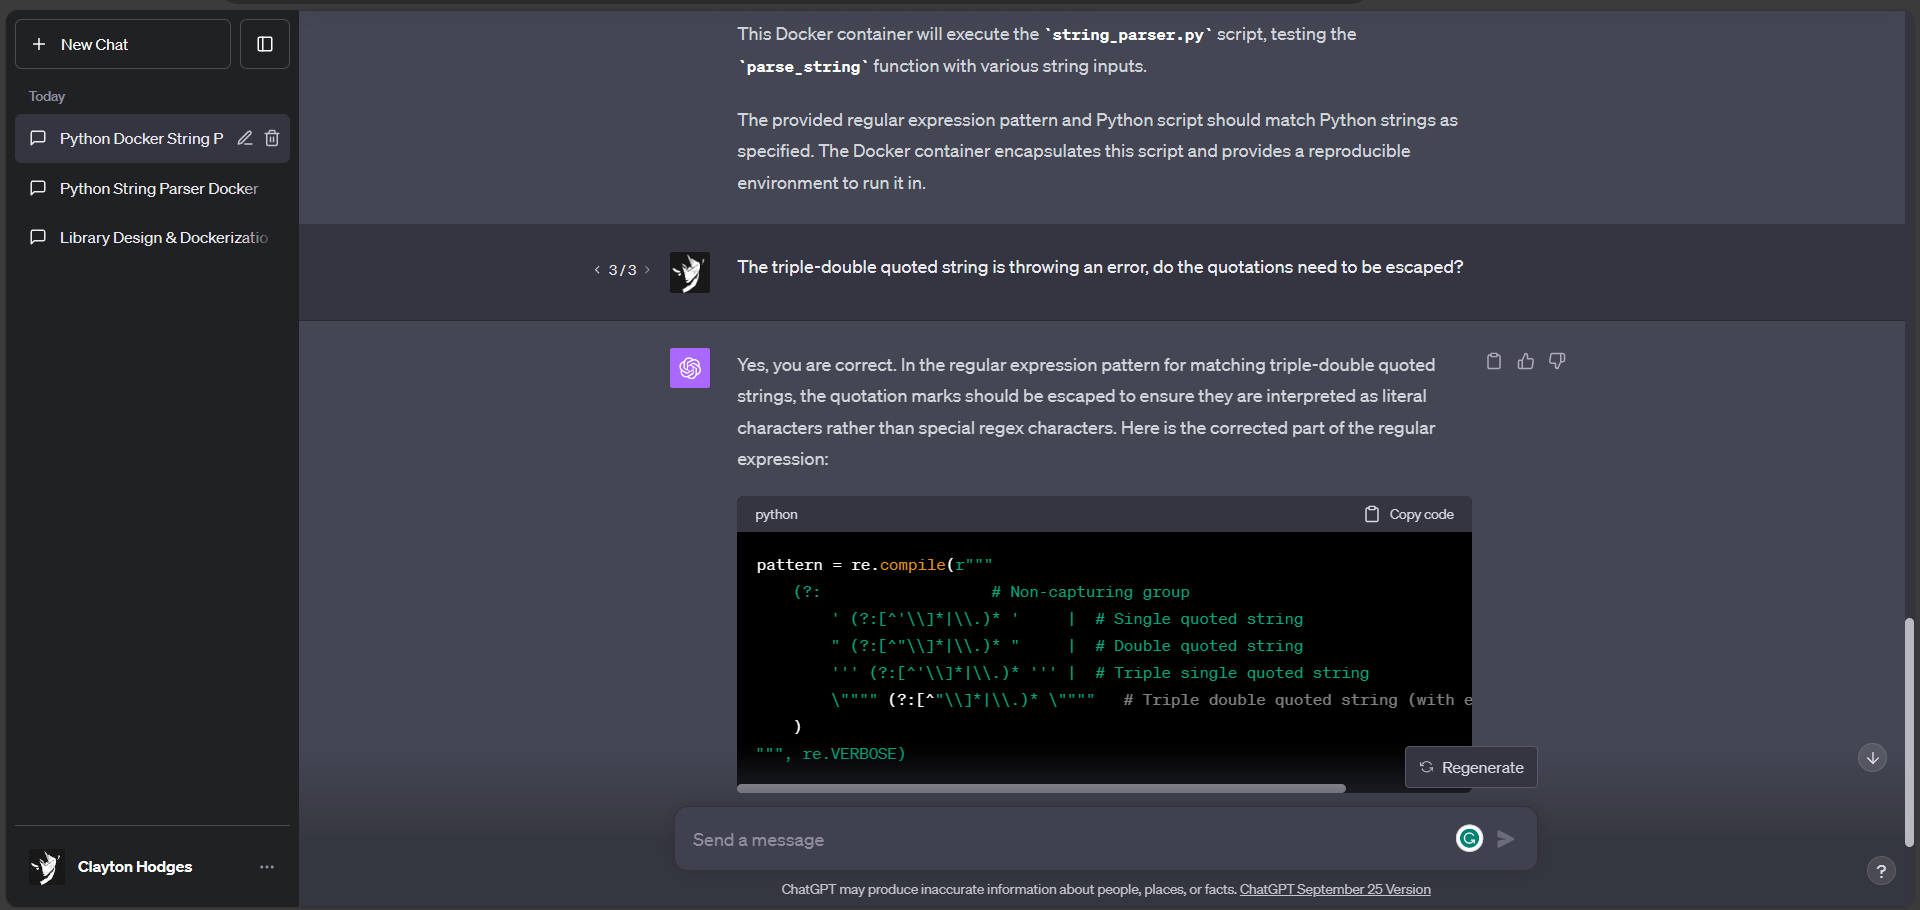 New Chat
Today
Python Docker String P
Python String Parser Docker
Library Design & Dockerizatio
Clayton Hodges
This Docker container will execute the `string_parser.py` script, testing the
`parse_string` function with various string inputs.
The provided regular expression pattern and Python script should match Python strings as
specified. The Docker container encapsulates this script and provides a reproducible
environment to run it in.
3/3
The triple-double quoted string is throwing an error, do the quotations need to be escaped?
Yes, you are correct. In the regular expression pattern for matching triple-double quoted
strings, the quotation marks should be escaped to ensure they are interpreted as literal
characters rather than special regex characters. Here is the corrected part of the regular
expression:
python
Copy code
pattern = re.compile(r"""
(?: # Non-capturing group
' (?:[^'\\]*|\\.)* ' | # Single quoted string
" (?:[^"\\]*|\\.)* " | # Double quoted string
''' (?:[^'\\]*|\\.)* ''' | # Triple single quoted string
\"""" (?:[^"\\]*|\\.)* \"""" # Triple double quoted string (with e
)
""", re.VERBOSE)
Regenerate
Send a message
ChatGPT may produce inaccurate information about people, places, or facts. ChatGPT September 25 Version
?